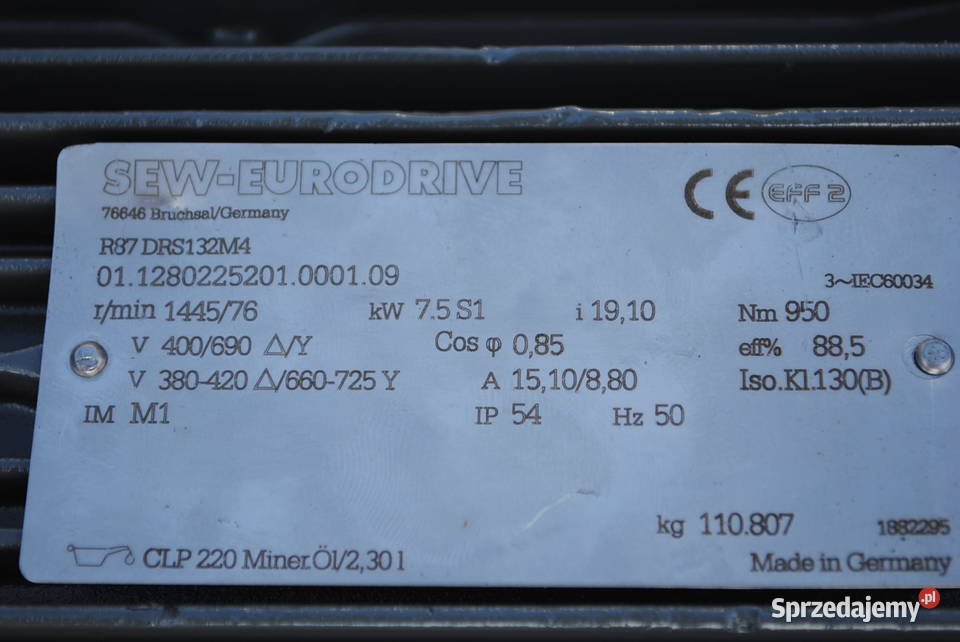 SEW-EURODRIVE
CE EFF 2
76646 Bruchsal/Germany
R87 DRS132M4
01.1280225201.0001.09
3~IEC60034
r/min 1445/76 kW 7.5 S1 i 19,10 Nm 950
V 400/690 △/Y Cos φ 0,85 eff% 88,5
V 380-420 △/660-725 Y A 15,10/8,80 Iso.Kl.130(B)
IM M1 IP 54 Hz 50
kg 110.807 1882295
CLP 220 Miner.Öl/2,30 l Made in Germany
Sprzedajemy.pl